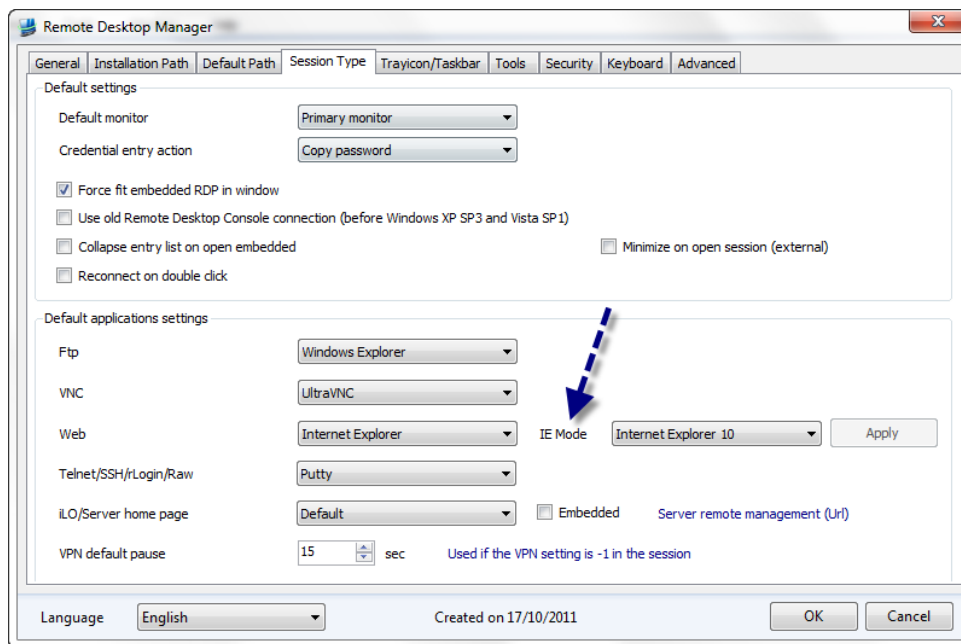 Remote Desktop Manager
General Installation Path Default Path Session Type Trayicon/Taskbar Tools Security Keyboard Advanced
Default settings
Default monitor Primary monitor
Credential entry action Copy password
Force fit embedded RDP in window
Use old Remote Desktop Console connection (before Windows XP SP3 and Vista SP1)
Collapse entry list on open embedded Minimize on open session (external)
Reconnect on double click
Default applications settings
Ftp Windows Explorer
VNC UltraVNC
Web Internet Explorer IE Mode Internet Explorer 10 Apply
Telnet/SSH/rLogin/Raw Putty
iLO/Server home page Default Embedded Server remote management (Url)
VPN default pause 15 sec Used if the VPN setting is -1 in the session
Language English Created on 17/10/2011 OK Cancel